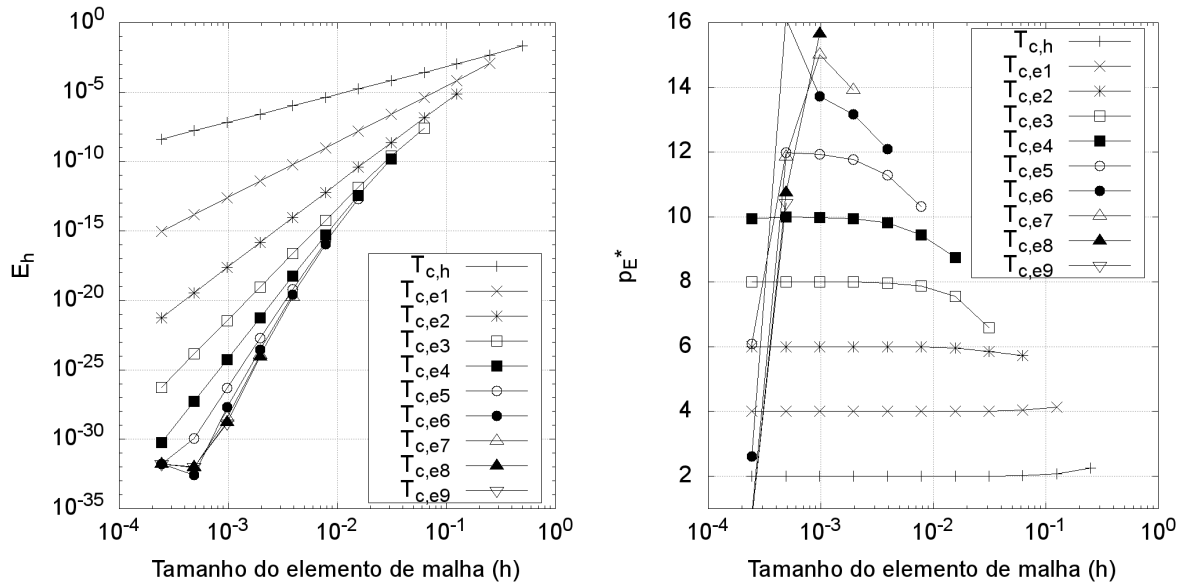 10^0
10^-5
10^-10
10^-15
10^-20
10^-25
10^-30
10^-35
E_h
10^-4
10^-3
10^-2
10^-1
10^0
Tamanho do elemento de malha (h)
T_c,h
T_c,e1
T_c,e2
T_c,e3
T_c,e4
T_c,e5
T_c,e6
T_c,e7
T_c,e8
T_c,e9
16
14
12
10
8
6
4
2
p_E*
10^-4
10^-3
10^-2
10^-1
10^0
Tamanho do elemento de malha (h)
T_c,h
T_c,e1
T_c,e2
T_c,e3
T_c,e4
T_c,e5
T_c,e6
T_c,e7
T_c,e8
T_c,e9